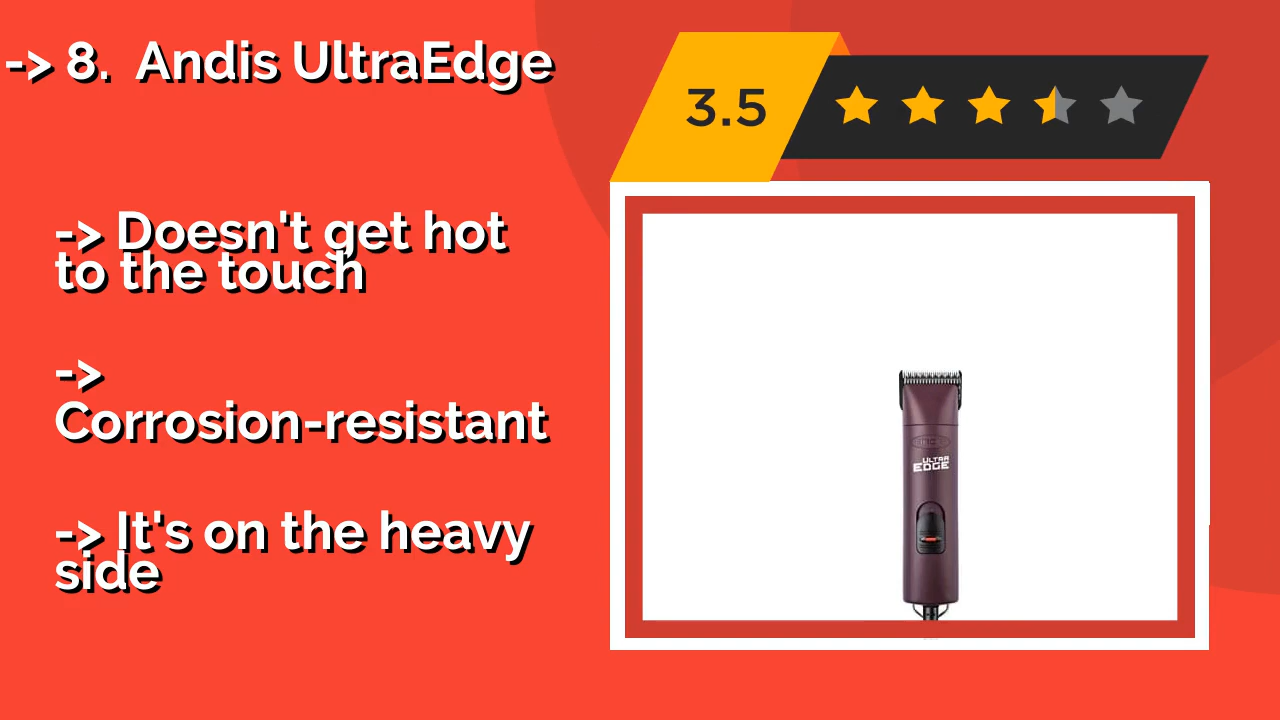 -> 8.  Andis UltraEdge
3.5
-> Doesn't get hot
to the touch
->
Corrosion-resistant
-> It's on the heavy
side
ULTRA
EDGE